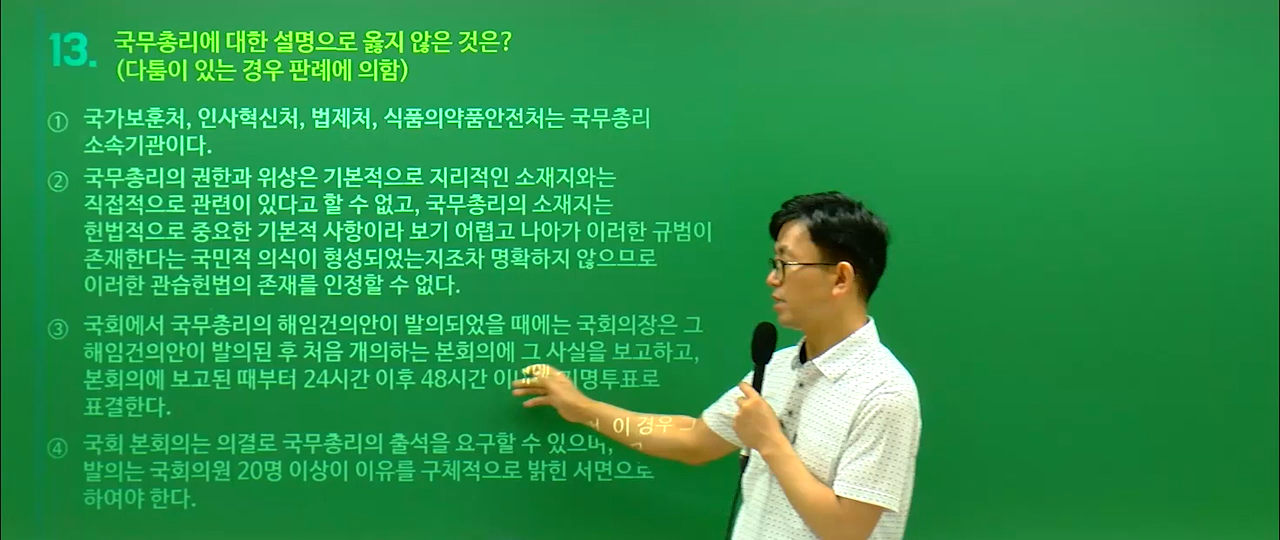 13. 국무총리에 대한 설명으로 옳지 않은 것은?
(다툼이 있는 경우 판례에 의함)
① 국가보훈처, 인사혁신처, 법제처, 식품의약품안전처는 국무총리
소속기관이다.
② 국무총리의 권한과 위상은 기본적으로 지리적인 소재지와는
직접적으로 관련이 있다고 할 수 없고, 국무총리의 소재지는
헌법적으로 중요한 기본적 사항이라 보기 어렵고 나아가 이러한 규범이
존재한다는 국민적 의식이 형성되었는지조차 명확하지 않으므로
이러한 관습헌법의 존재를 인정할 수 없다.
③ 국회에서 국무총리의 해임건의안이 발의되었을 때에는 국회의장은 그
해임건의안이 발의된 후 처음 개의하는 본회의에 그 사실을 보고하고,
본회의에 보고된 때부터 24시간 이후 48시간 투표로
표결한다.
④ 국회 본회의는 의결로 국무총리의 출석을 요구할 수 있으며, 이 경우 그
발의는 국회의원 20명 이상이 이유를 구체적으로 밝힌 서면으로
하여야 한다.